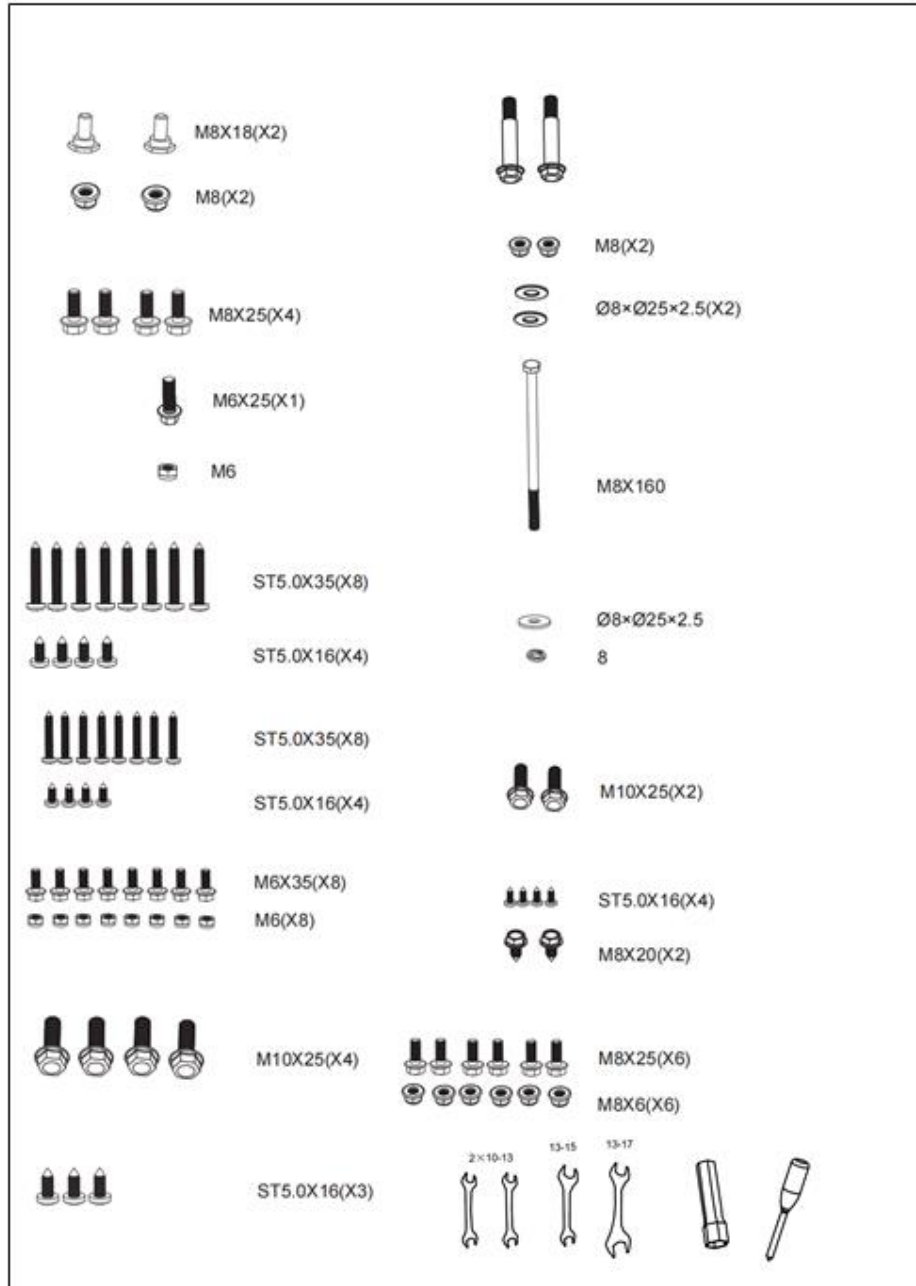 M8X18(X2)
M8(X2)
M8X25(X4)
M6X25(X1)
M6
ST5.0X35(X8)
ST5.0X16(X4)
ST5.0X35(X8)
ST5.0X16(X4)
M6X35(X8)
M6(X8)
M10X25(X4)
ST5.0X16(X3)
M8(X2)
Ø8×Ø25×2.5(X2)
M8X160
Ø8×Ø25×2.5
8
M10X25(X2)
ST5.0X16(X4)
M8X20(X2)
M8X25(X6)
M8X6(X6)
2×10-13
13-15
13-17